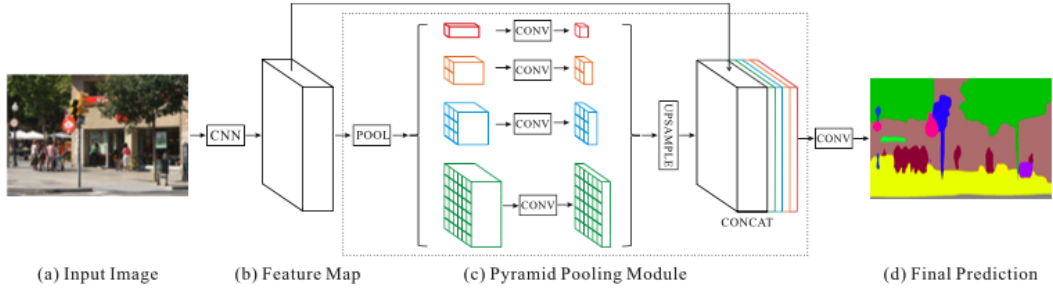 CNN
POOL
CONV
CONV
CONV
CONV
UPSAMPLE
CONCAT
CONV
(a) Input Image
(b) Feature Map
(c) Pyramid Pooling Module
(d) Final Prediction